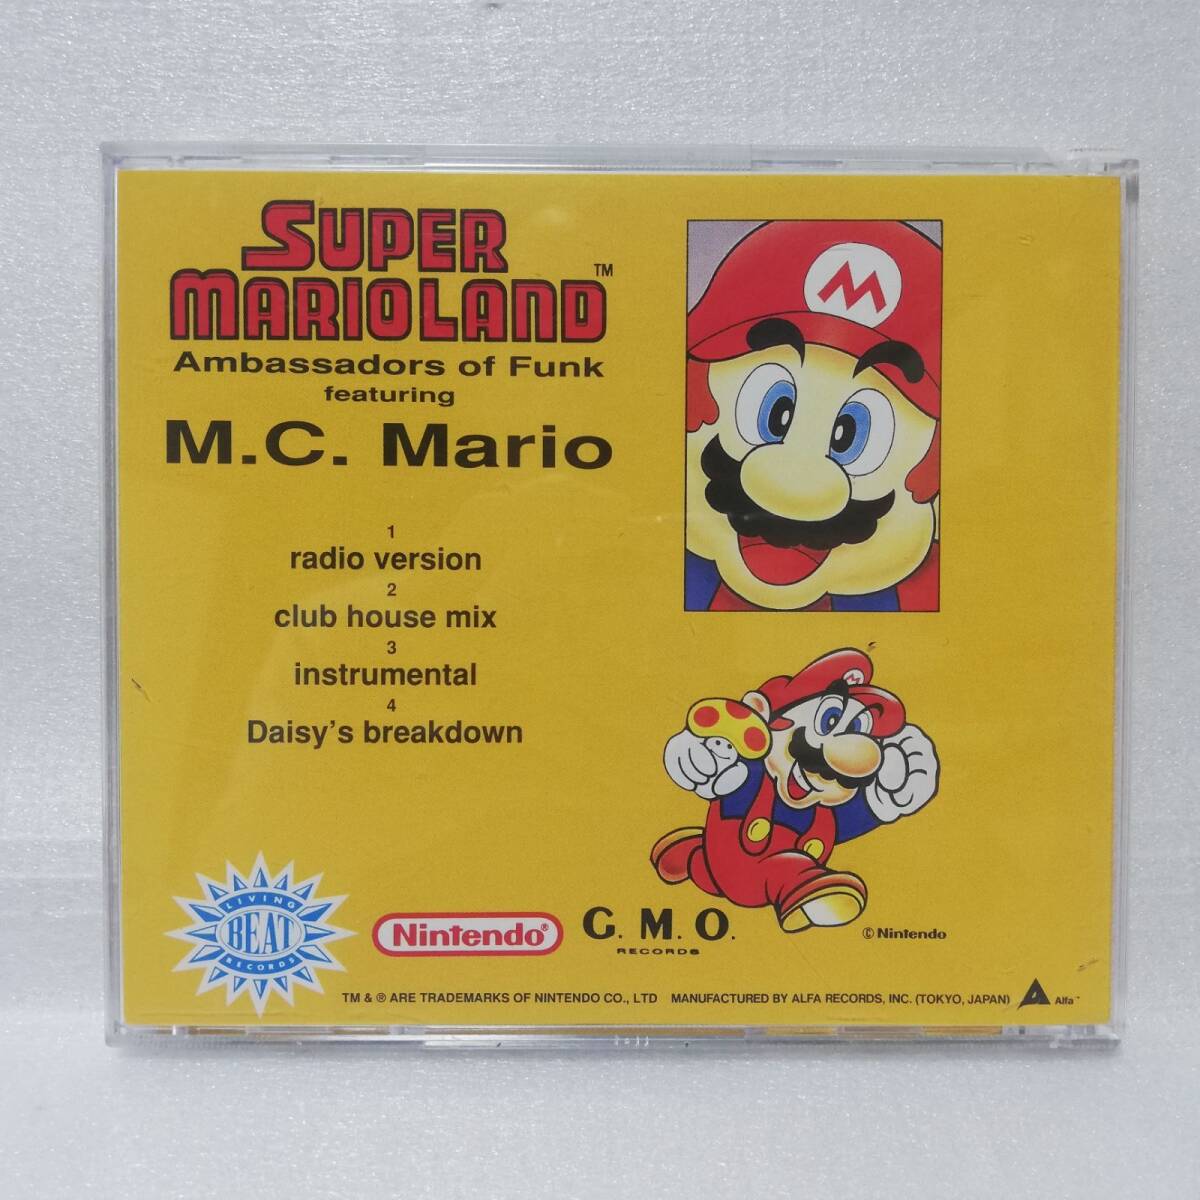 SUPER
MARIOLAND™
Ambassadors of Funk
featuring
M.C. Mario
1
radio version
2
club house mix
3
instrumental
4
Daisy's breakdown
M
M
LIVING
BEAT
RECORDS
Nintendo®
G. M. O.
RECORDS
© Nintendo
TM & ® ARE TRADEMARKS OF NINTENDO CO., LTD MANUFACTURED BY ALFA RECORDS, INC. (TOKYO, JAPAN)
Alfa™